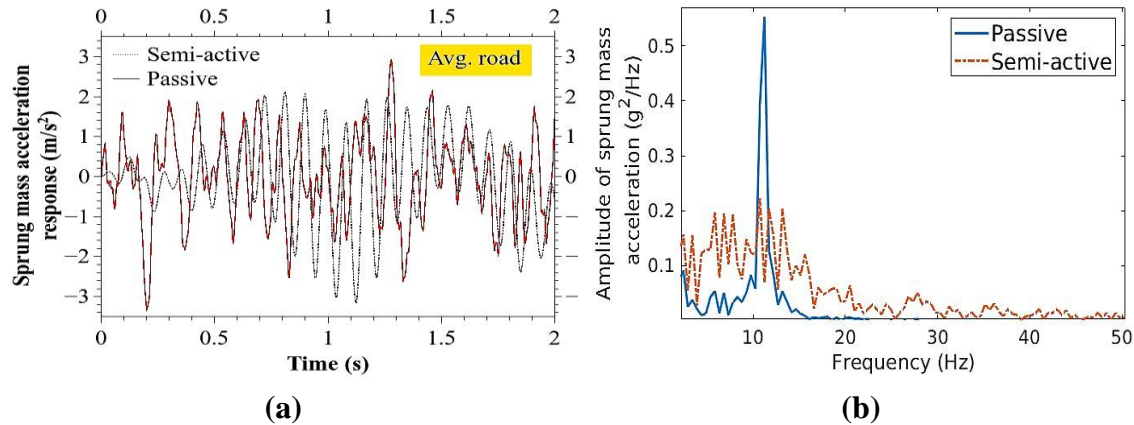 0 0.5 1 1.5 2
Semi-active
Passive
Avg. road
3
2
1
0
−1
−2
−3
3
2
1
0
−1
−2
−3
Sprung mass acceleration
response (m/s²)
0 0.5 1 1.5 2
Time (s)
(a)
Passive
Semi-active
0.5
0.4
0.3
0.2
0.1
Amplitude of sprung mass
acceleration (g²/Hz)
10 20 30 40 50
Frequency (Hz)
(b)